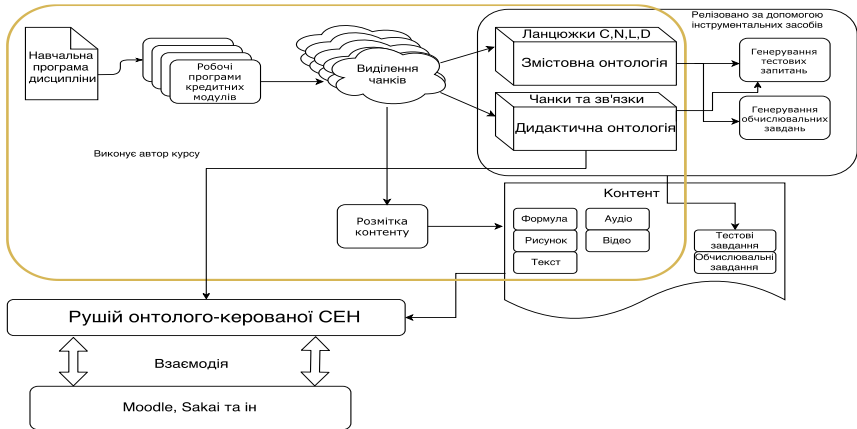 Навчальна
програма
дисципліни
Робочі
програми
кредитних
модулів
Виділення
чанків
Ланцюжки C,N,L,D
Змістовна онтологія
Чанки та зв'язки
Дидактична онтологія
Релізовано за допомогою
інструментальних засобів
Генерування
тестових
запитань
Генерування
обчислювальних
завдань
Виконує автор курсу
Розмітка
контенту
Контент
Формула
Аудіо
Рисунок
Відео
Текст
Тестові
завдання
Обчислювальні
завдання
Рушій онтолого-керованої СЕН
Взаємодія
Moodle, Sakai та ін